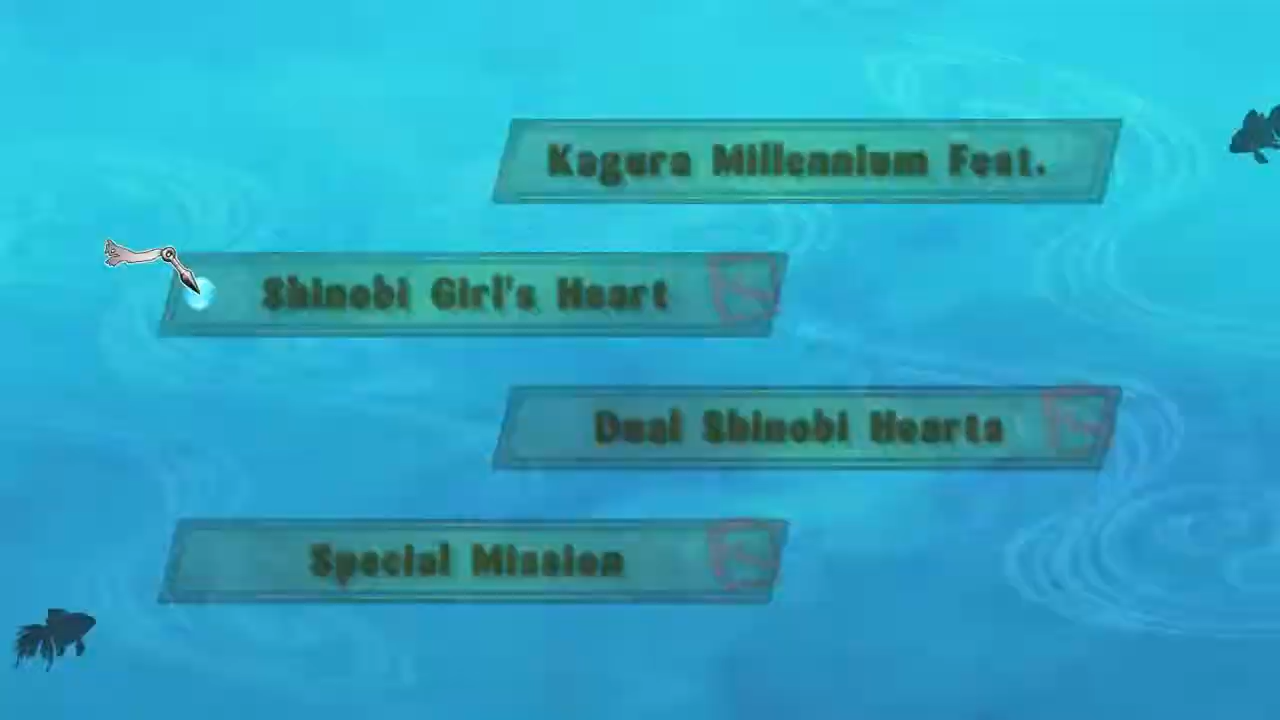 Kagura Millennium Fest.
Shinobi Girl's Heart
Dual Shinobi Hearts
Special Mission